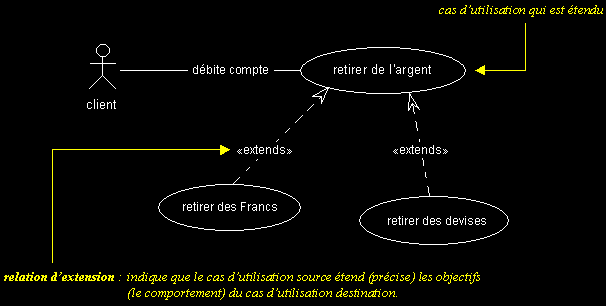 cas d'utilisation qui est étendu
débite compte
retirer de l'argent
client
«extends»
«extends»
retirer des Francs
retirer des devises
relation d'extension : indique que le cas d'utilisation source étend (précise) les objectifs
(le comportement) du cas d'utilisation destination.